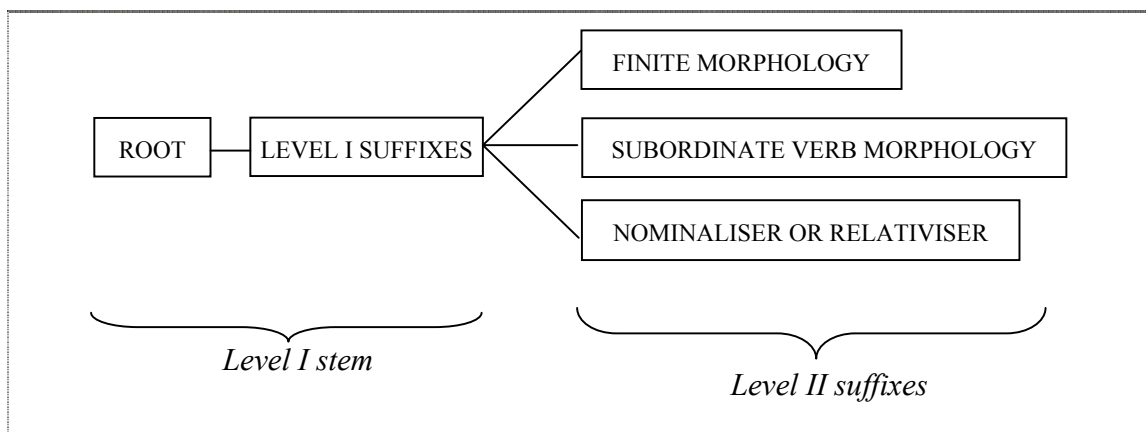 FINITE MORPHOLOGY
ROOT
LEVEL I SUFFIXES
SUBORDINATE VERB MORPHOLOGY
NOMINALISER OR RELATIVISER
Level I stem
Level II suffixes